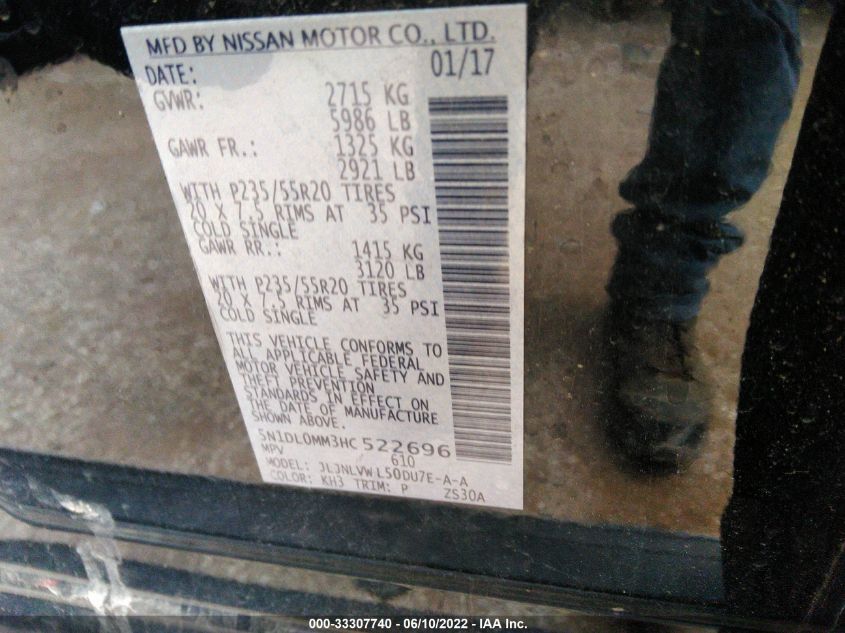 MFD BY NISSAN MOTOR CO., LTD.
DATE: 01/17
GVWR: 2715 KG
5986 LB
GAWR FR.: 1325 KG
2921 LB
WITH P235/55R20 TIRES
20 X 7.5 RIMS AT 35 PSI
COLD SINGLE
GAWR RR.: 1415 KG
3120 LB
WITH P235/55R20 TIRES
20 X 7.5 RIMS AT 35 PSI
COLD SINGLE
THIS VEHICLE CONFORMS TO
ALL APPLICABLE FEDERAL
MOTOR VEHICLE SAFETY AND
THEFT PREVENTION
STANDARDS IN EFFECT ON
THE DATE OF MANUFACTURE
SHOWN ABOVE.
5N1DL0MM3HC522696
MPV 610
MODEL: JLJNLVWL50DU7E-A-A
COLOR: KH3 TRIM: P ZS30A
000-33307740 - 06/10/2022 - IAA Inc.